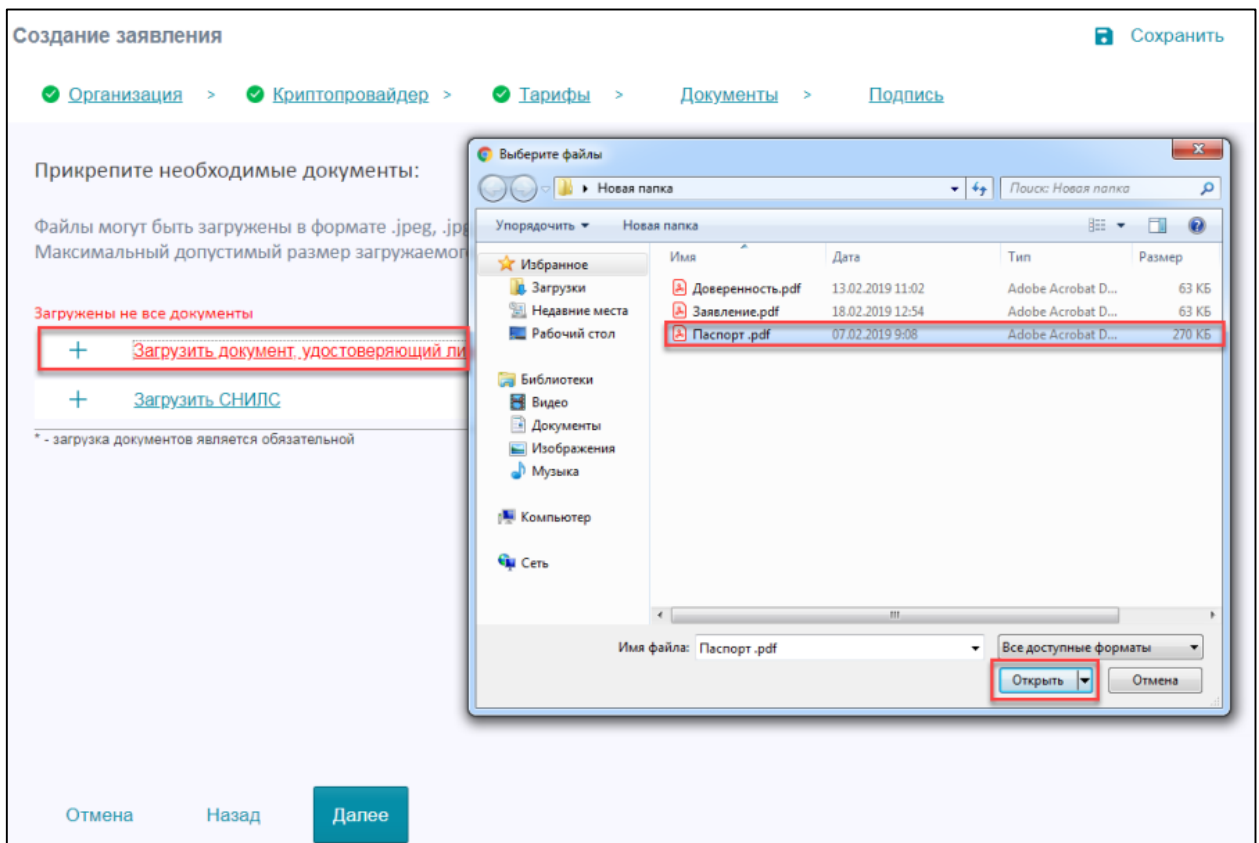 Создание заявления
Сохранить
Организация > Криптопровайдер > Тарифы > Документы > Подпись
Прикрепите необходимые документы:
Файлы могут быть загружены в формате .jpeg, .jpg
Максимальный допустимый размер загружаемого
Загружены не все документы
+ Загрузить документ, удостоверяющий ли
+ Загрузить СНИЛС
* - загрузка документов является обязательной
Отмена Назад Далее
Выберите файлы
Новая папка
Поиск: Новая папка
Упорядочить Новая папка
Избранное
Загрузки
Недавние места
Рабочий стол
Библиотеки
Видео
Документы
Изображения
Музыка
Компьютер
Сеть
Имя Дата Тип Размер
Доверенность.pdf 13.02.2019 11:02 Adobe Acrobat D... 63 КБ
Заявление.pdf 18.02.2019 12:54 Adobe Acrobat D... 63 КБ
Паспорт .pdf 07.02.2019 9:08 Adobe Acrobat D... 270 КБ
Имя файла: Паспорт .pdf
Все доступные форматы
Открыть Отмена